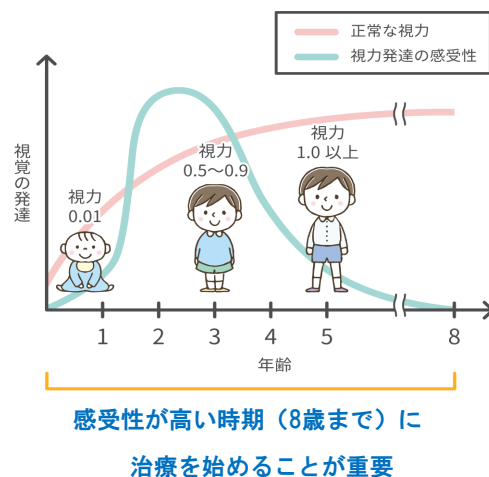 正常な視力
視力発達の感受性
視覚の発達
視力
0.01
視力
0.5〜0.9
視力
1.0 以上
1 2 3 4 5 8
年齢
感受性が高い時期（8歳まで）に
治療を始めることが重要